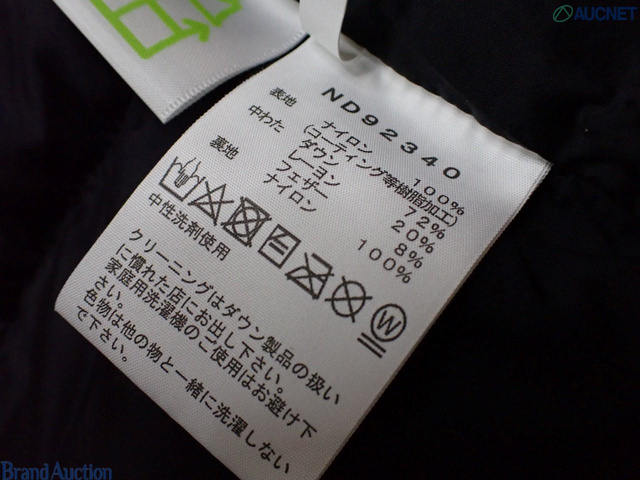 AUCNET
ND92340
表地 ナイロン 100%
(コーティング等樹脂加工)
中わた ダウン 72%
レーヨン 20%
フェザー 8%
裏地 ナイロン 100%
中性洗剤使用
W
クリーニングはダウン製品の扱い
に慣れた店にお出し下さい。
家庭用洗濯機のご使用はお避け下
さい。
色物は他の物と一緒に洗濯しない
で下さい。
Brand Auction